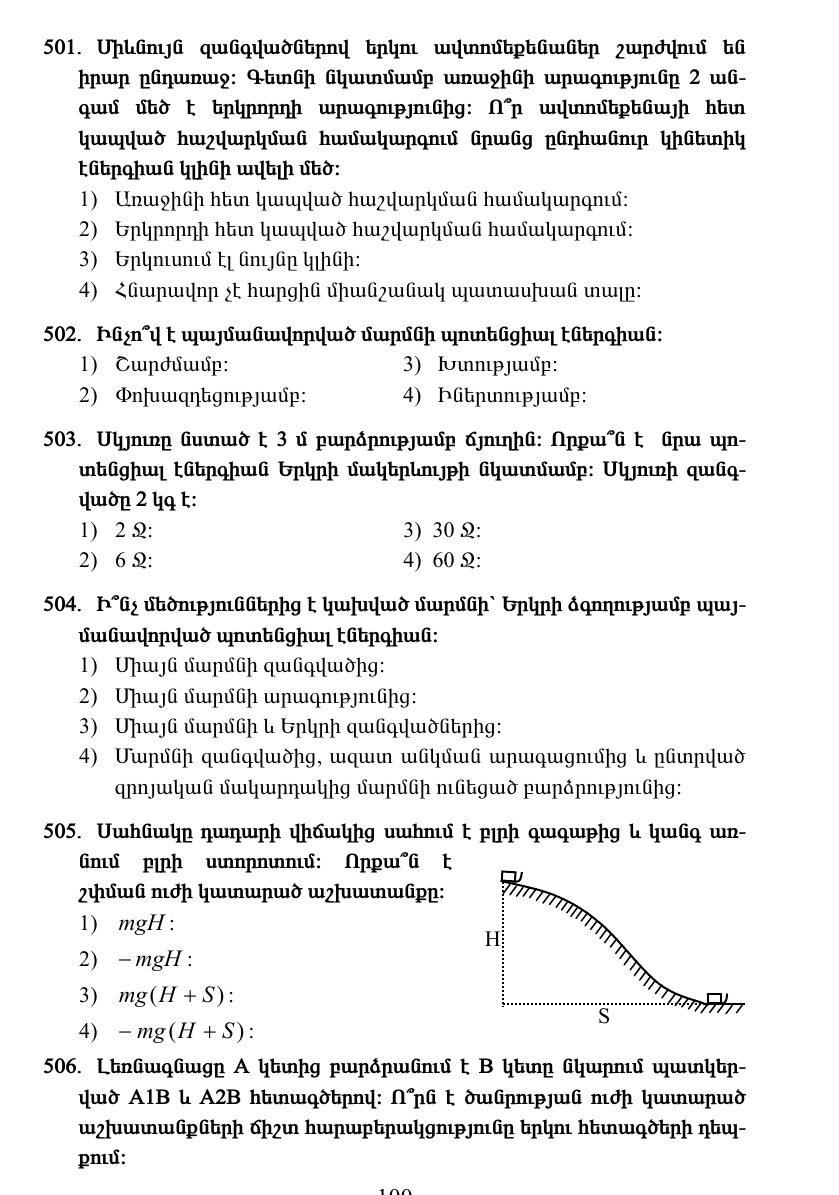 501. Միևնույն զանգվածներով երկու ավտոմեքենաներ շարժվում են
իրար ընդառաջ: Գետնի նկատմամբ առաջինի արագությունը 2 ան-
գամ մեծ է երկրորդի արագությունից: Ո՞ր ավտոմեքենայի հետ
կապված հաշվարկման համակարգում նրանց ընդհանուր կինետիկ
էներգիան կլինի ավելի մեծ:
1) Առաջինի հետ կապված հաշվարկման համակարգում:
2) Երկրորդի հետ կապված հաշվարկման համակարգում:
3) Երկուսում էլ նույնը կլինի:
4) Հնարավոր չէ հարցին միանշանակ պատասխան տալը:
502. Ինչո՞վ է պայմանավորված մարմնի պոտենցիալ էներգիան:
1) Շարժմամբ: 3) Խտությամբ:
2) Փոխազդեցությամբ: 4) Իներտությամբ:
503. Սկյուռը նստած է 3 մ բարձրությամբ ճյուղին: Որքա՞ն է նրա պո-
տենցիալ էներգիան Երկրի մակերևույթի նկատմամբ: Սկյուռի զանգ-
վածը 2 կգ է:
1) 2 Ջ: 3) 30 Ջ:
2) 6 Ջ: 4) 60 Ջ:
504. Ի՞նչ մեծություններից է կախված մարմնի՝ Երկրի ձգողությամբ պայ-
մանավորված պոտենցիալ էներգիան:
1) Միայն մարմնի զանգվածից:
2) Միայն մարմնի արագությունից:
3) Միայն մարմնի և Երկրի զանգվածներից:
4) Մարմնի զանգվածից, ազատ անկման արագացումից և ընտրված
զրոյական մակարդակից մարմնի ունեցած բարձրությունից:
505. Սահնակը դադարի վիճակից սահում է բլրի գագաթից և կանգ առ-
նում բլրի ստորոտում: Որքա՞ն է
շփման ուժի կատարած աշխատանքը:
1) mgH :
2) – mgH :
3) mg(H + S) :
4) – mg(H + S) :
H
S
506. Լեռնագնացը A կետից բարձրանում է B կետը նկարում պատկեր-
ված A1B և A2B հետագծերով: Ո՞րն է ծանրության ուժի կատարած
աշխատանքների ճիշտ հարաբերակցությունը երկու հետագծերի դեպ-
քում: